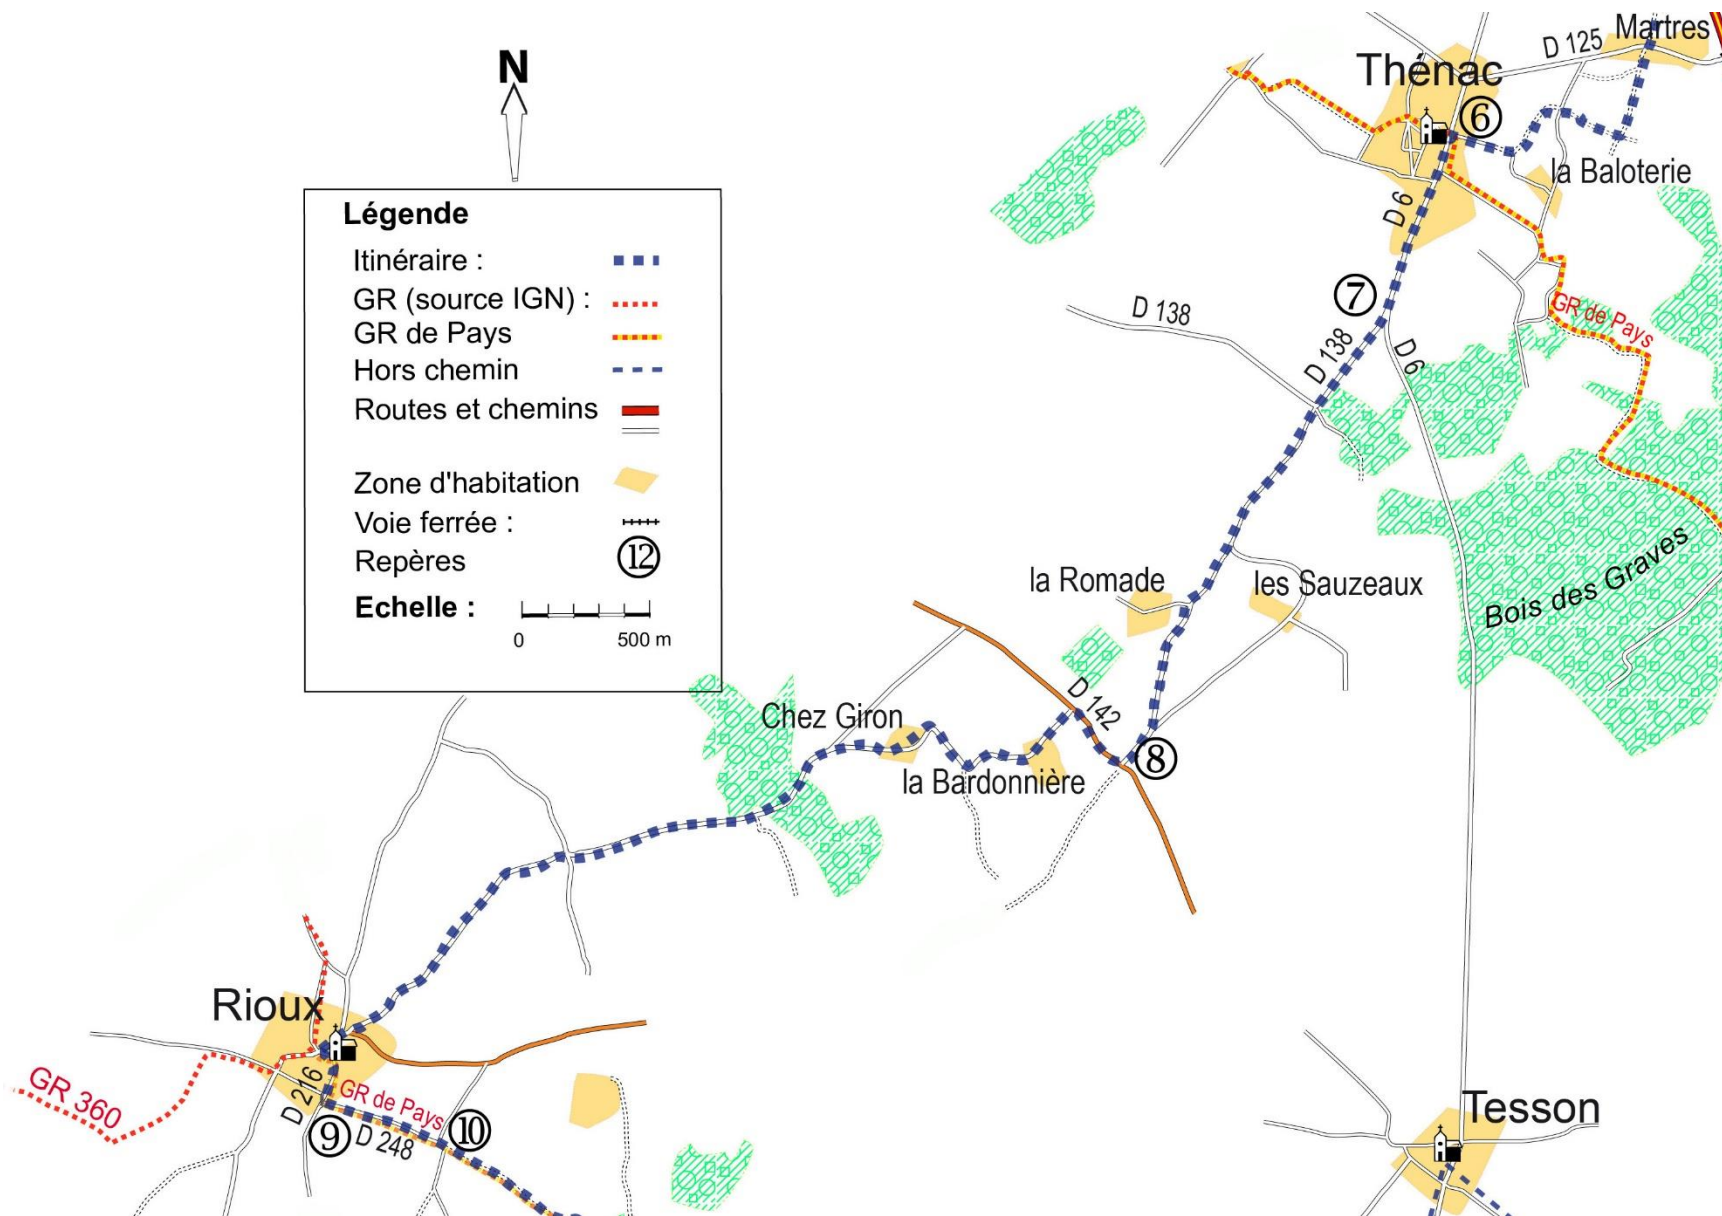 N
Légende
Itinéraire :
GR (source IGN) :
GR de Pays
Hors chemin
Routes et chemins
Zone d'habitation
Voie ferrée :
Repères
12
Echelle :
0
500 m
Martres
D 125
Thénac
6
la Baloterie
D 6
7
D 138
D 138
D 6
GR de Pays
Bois des Graves
la Romade
les Sauzeaux
D 142
Chez Giron
8
la Bardonnière
Rioux
GR 360
D 216
GR de Pays
9
D 248
10
Tesson